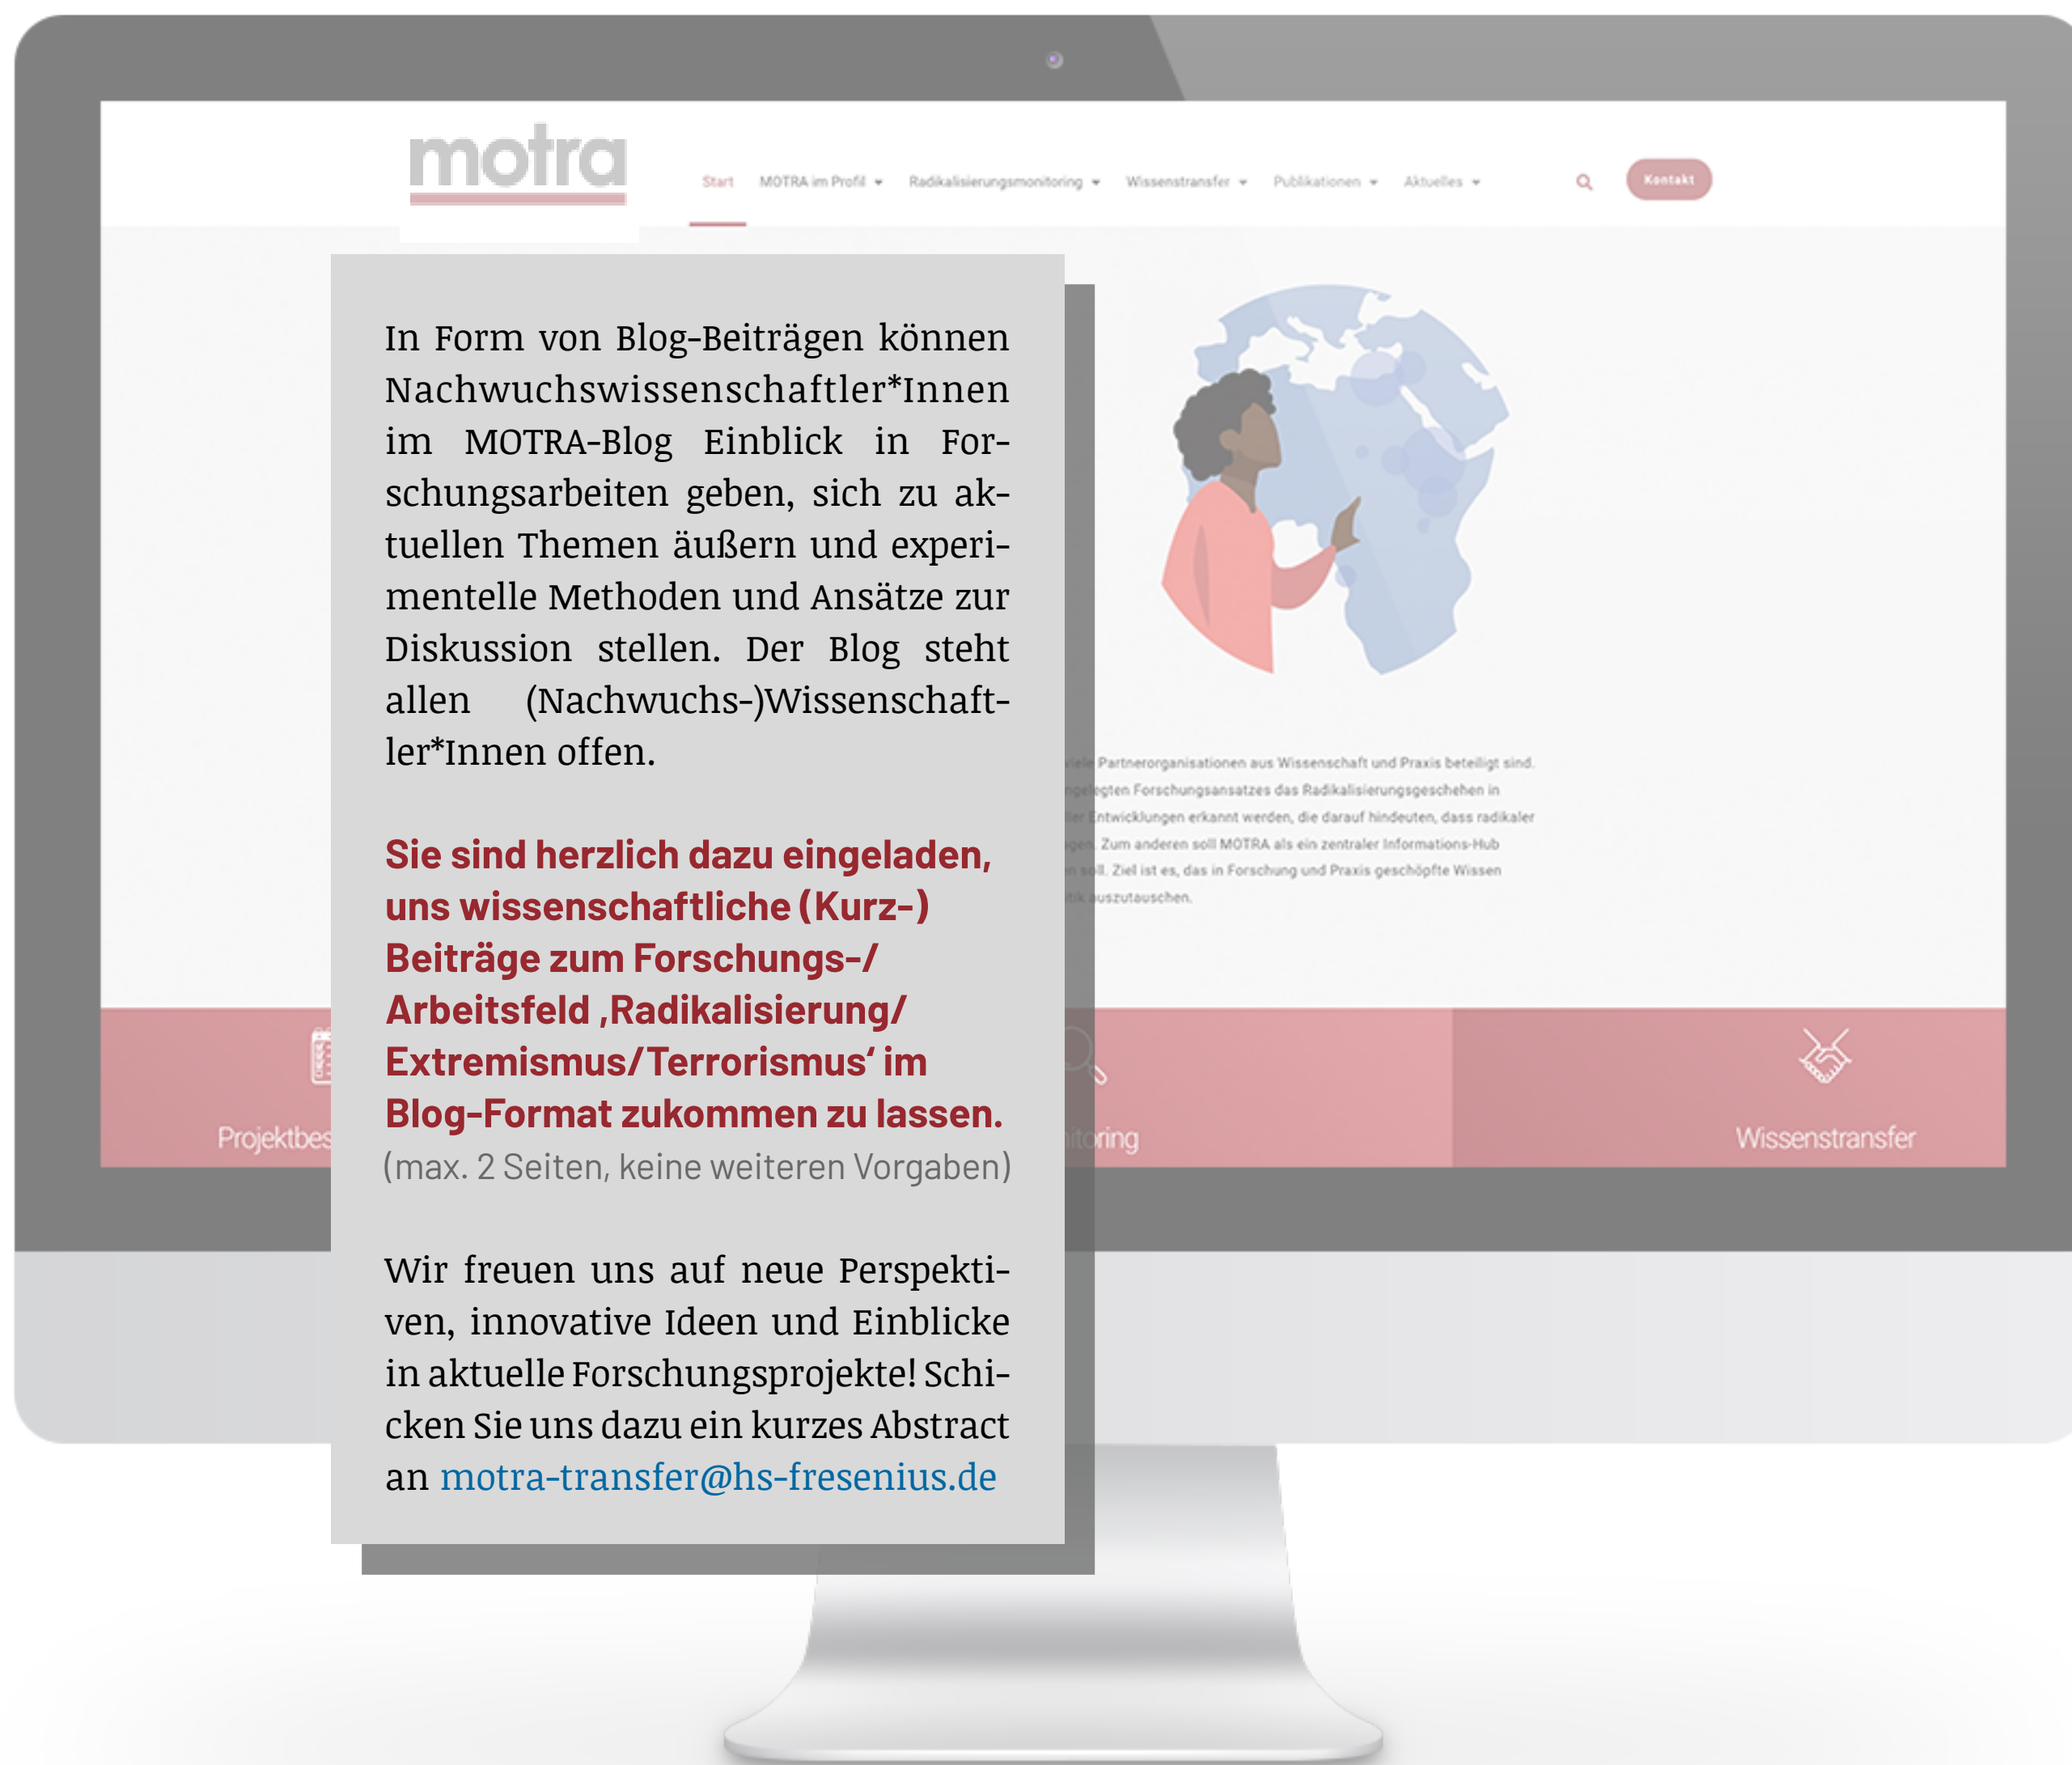 motra
Start MOTRA im Profil Radikalisierungsmonitoring Wissenstransfer Publikationen Aktuelles Kontakt
In Form von Blog-Beiträgen können
Nachwuchswissenschaftler*Innen
im MOTRA-Blog Einblick in For-
schungsarbeiten geben, sich zu ak-
tuellen Themen äußern und experi-
mentelle Methoden und Ansätze zur
Diskussion stellen. Der Blog steht
allen (Nachwuchs-)Wissenschaft-
ler*Innen offen.
Sie sind herzlich dazu eingeladen,
uns wissenschaftliche (Kurz-)
Beiträge zum Forschungs-/
Arbeitsfeld ‚Radikalisierung/
Extremismus/Terrorismus‘ im
Blog-Format zukommen zu lassen.
(max. 2 Seiten, keine weiteren Vorgaben)
Wir freuen uns auf neue Perspekti-
ven, innovative Ideen und Einblicke
in aktuelle Forschungsprojekte! Schi-
cken Sie uns dazu ein kurzes Abstract
an motra-transfer@hs-fresenius.de
viele Partnerorganisationen aus Wissenschaft und Praxis beteiligt sind.
Forschungsansatzes das Radikalisierungsgeschehen in
Entwicklungen erkannt werden, die darauf hindeuten, dass radikaler
Zum anderen soll MOTRA als ein zentraler Informations-Hub
soll. Ziel ist es, das in Forschung und Praxis geschöpfte Wissen
auszutauschen.
Projektbes
itoring
Wissenstransfer